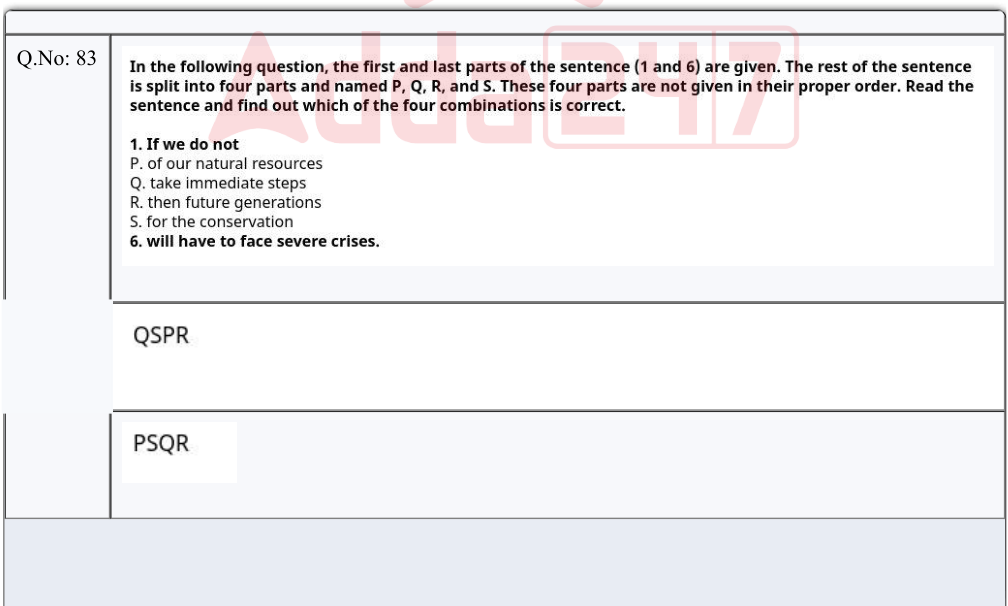 Adda247
Q.No: 83
In the following question, the first and last parts of the sentence (1 and 6) are given. The rest of the sentence
is split into four parts and named P, Q, R, and S. These four parts are not given in their proper order. Read the
sentence and find out which of the four combinations is correct.
1. If we do not
P. of our natural resources
Q. take immediate steps
R. then future generations
S. for the conservation
6. will have to face severe crises.
QSPR
PSQR